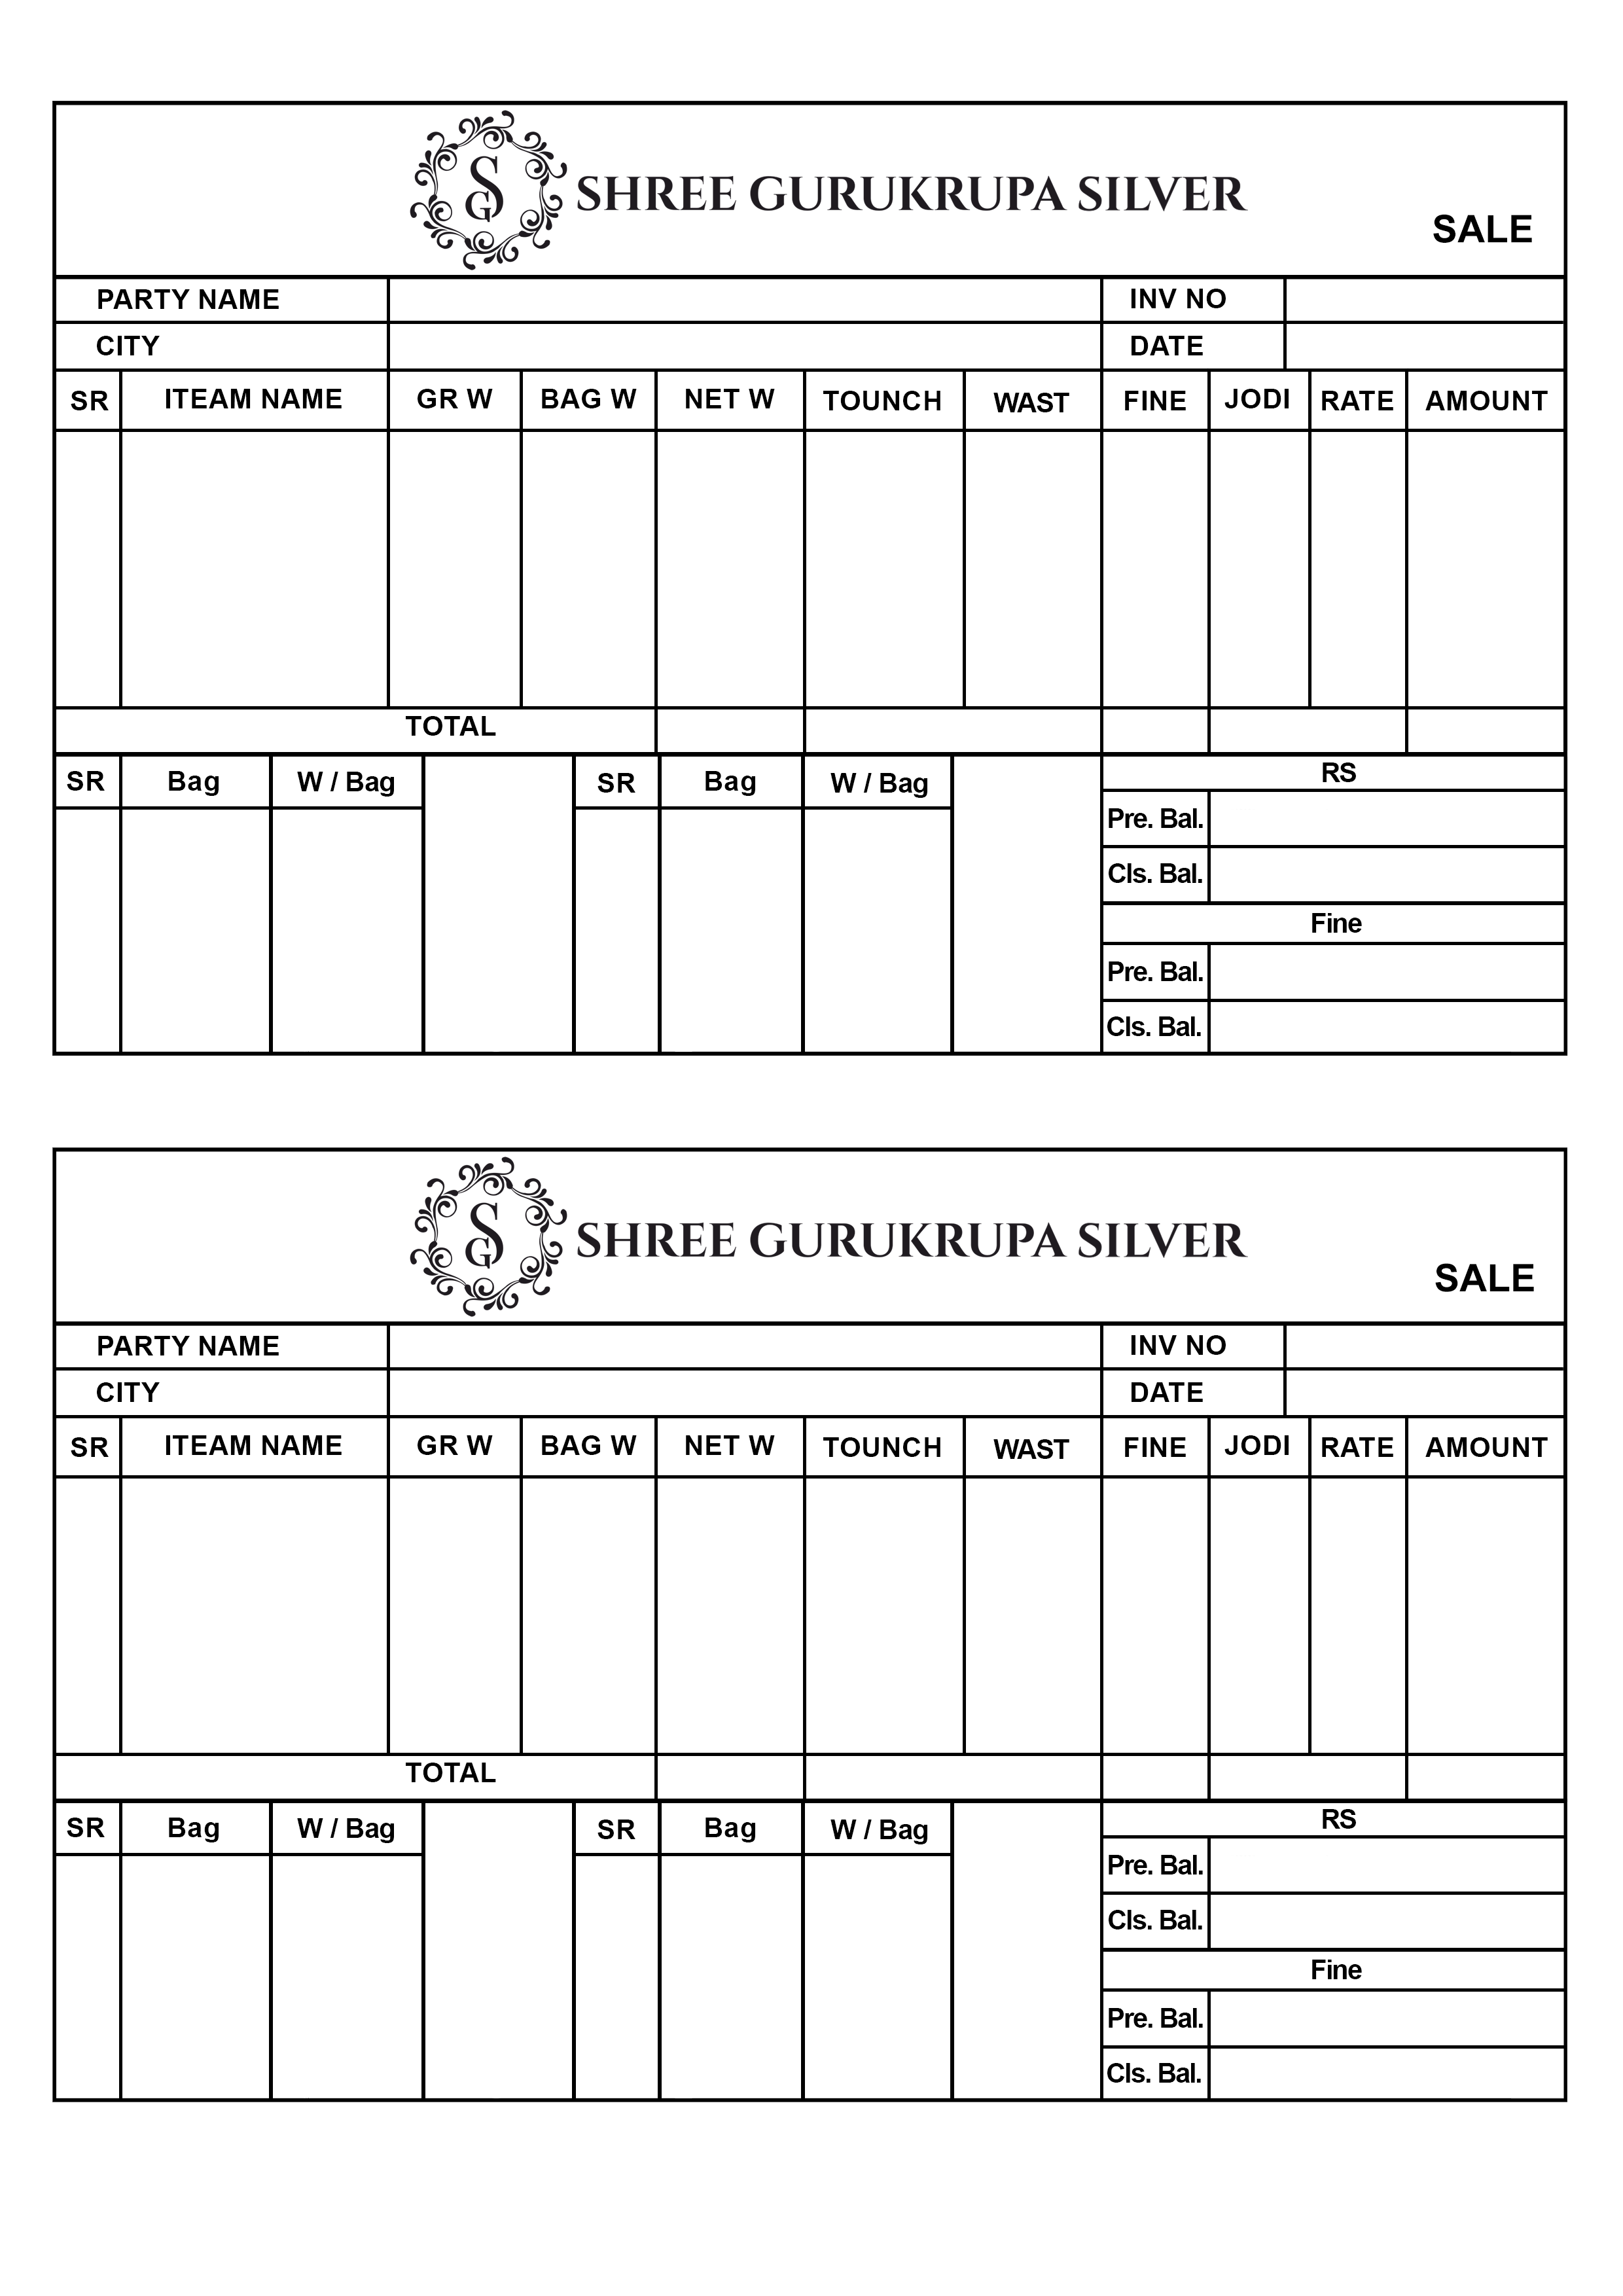 SG SHREE GURUKRUPA SILVER
SALE
PARTY NAME INV NO
CITY DATE
SR ITEAM NAME GR W BAG W NET W TOUNCH WAST FINE JODI RATE AMOUNT
TOTAL
SR Bag W / Bag SR Bag W / Bag RS
Pre. Bal.
Cls. Bal.
Fine
Pre. Bal.
Cls. Bal.
SG SHREE GURUKRUPA SILVER
SALE
PARTY NAME INV NO
CITY DATE
SR ITEAM NAME GR W BAG W NET W TOUNCH WAST FINE JODI RATE AMOUNT
TOTAL
SR Bag W / Bag SR Bag W / Bag RS
Pre. Bal.
Cls. Bal.
Fine
Pre. Bal.
Cls. Bal.